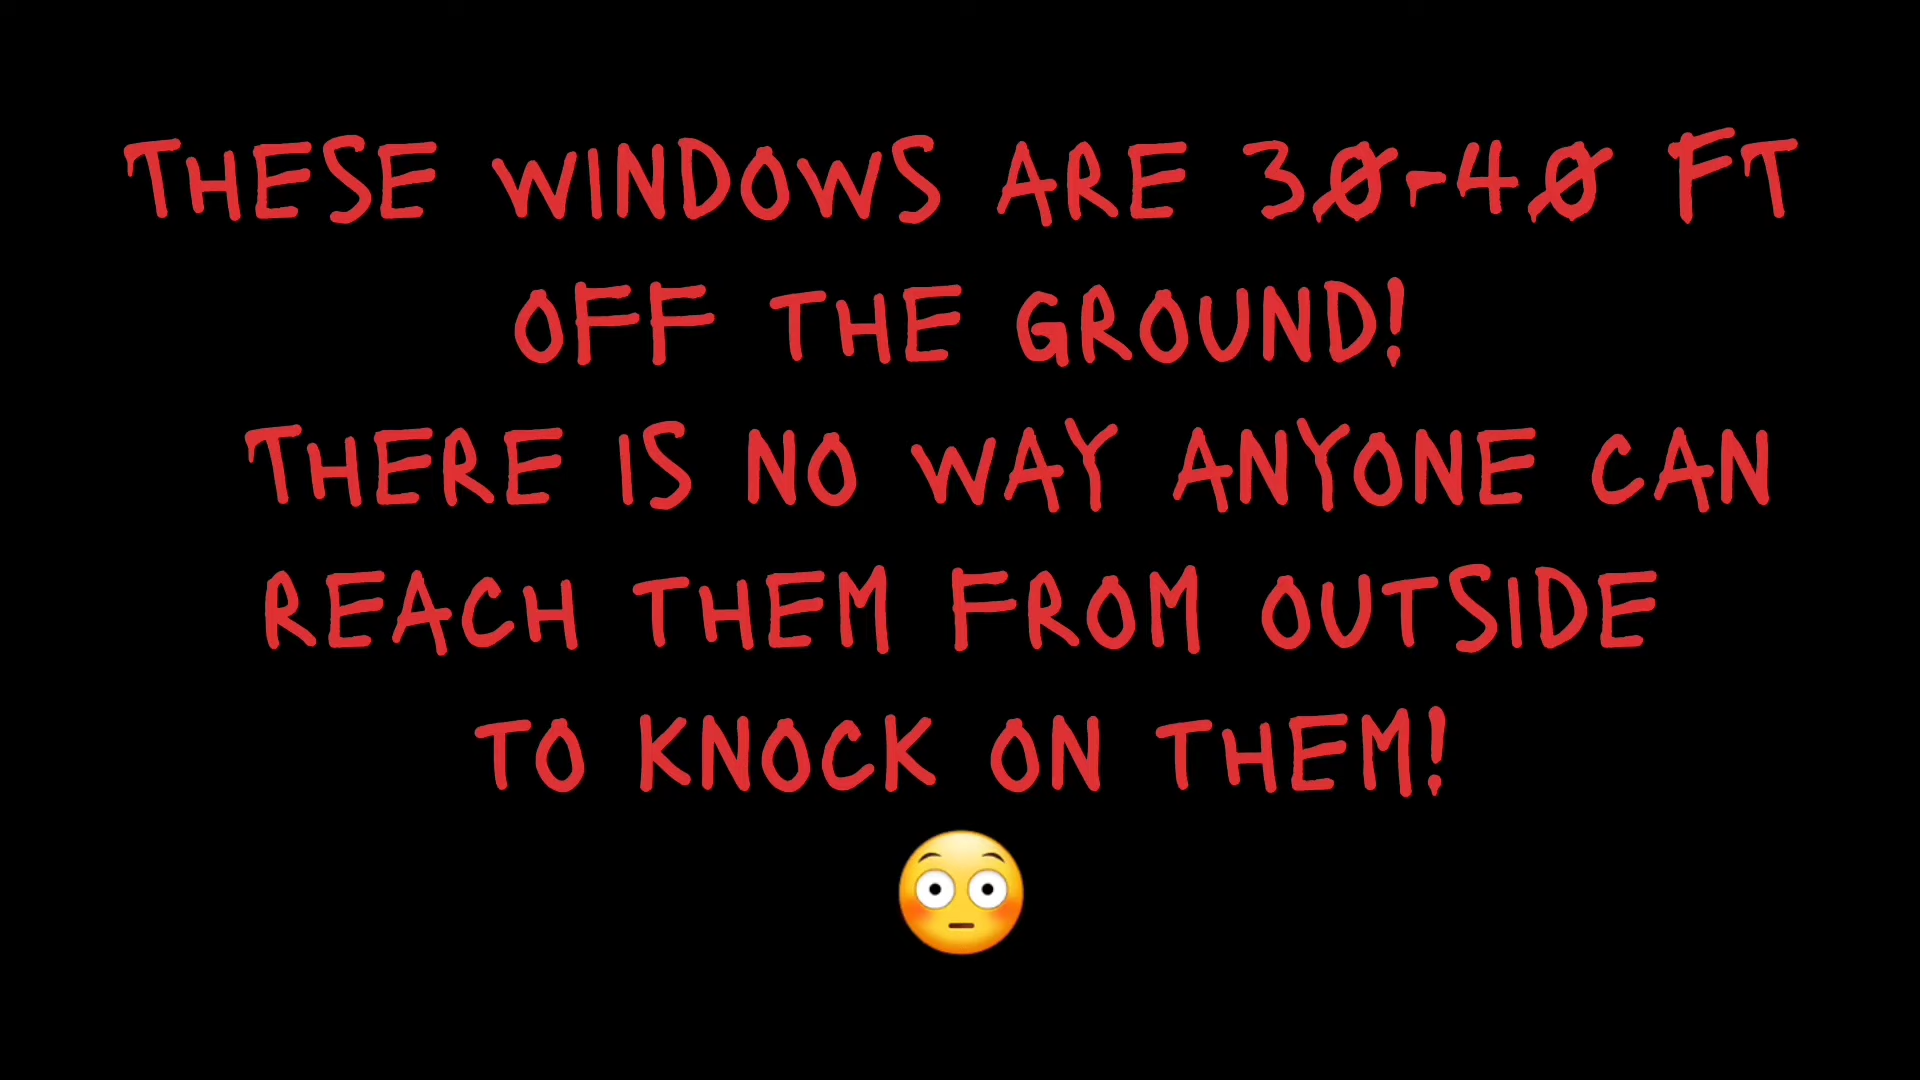 THESE WINDOWS ARE 30-40 FT
OFF THE GROUND!
THERE IS NO WAY ANYONE CAN
REACH THEM FROM OUTSIDE
TO KNOCK ON THEM!
😳